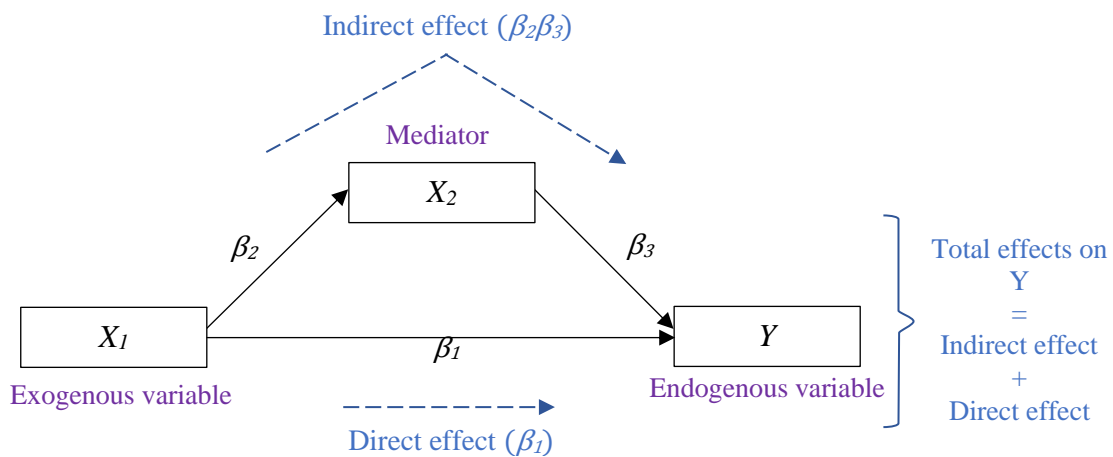 Indirect effect (β2β3)
Mediator
X2
β2
β3
X1
β1
Y
Exogenous variable
Endogenous variable
Direct effect (β1)
Total effects on
Y
=
Indirect effect
+
Direct effect